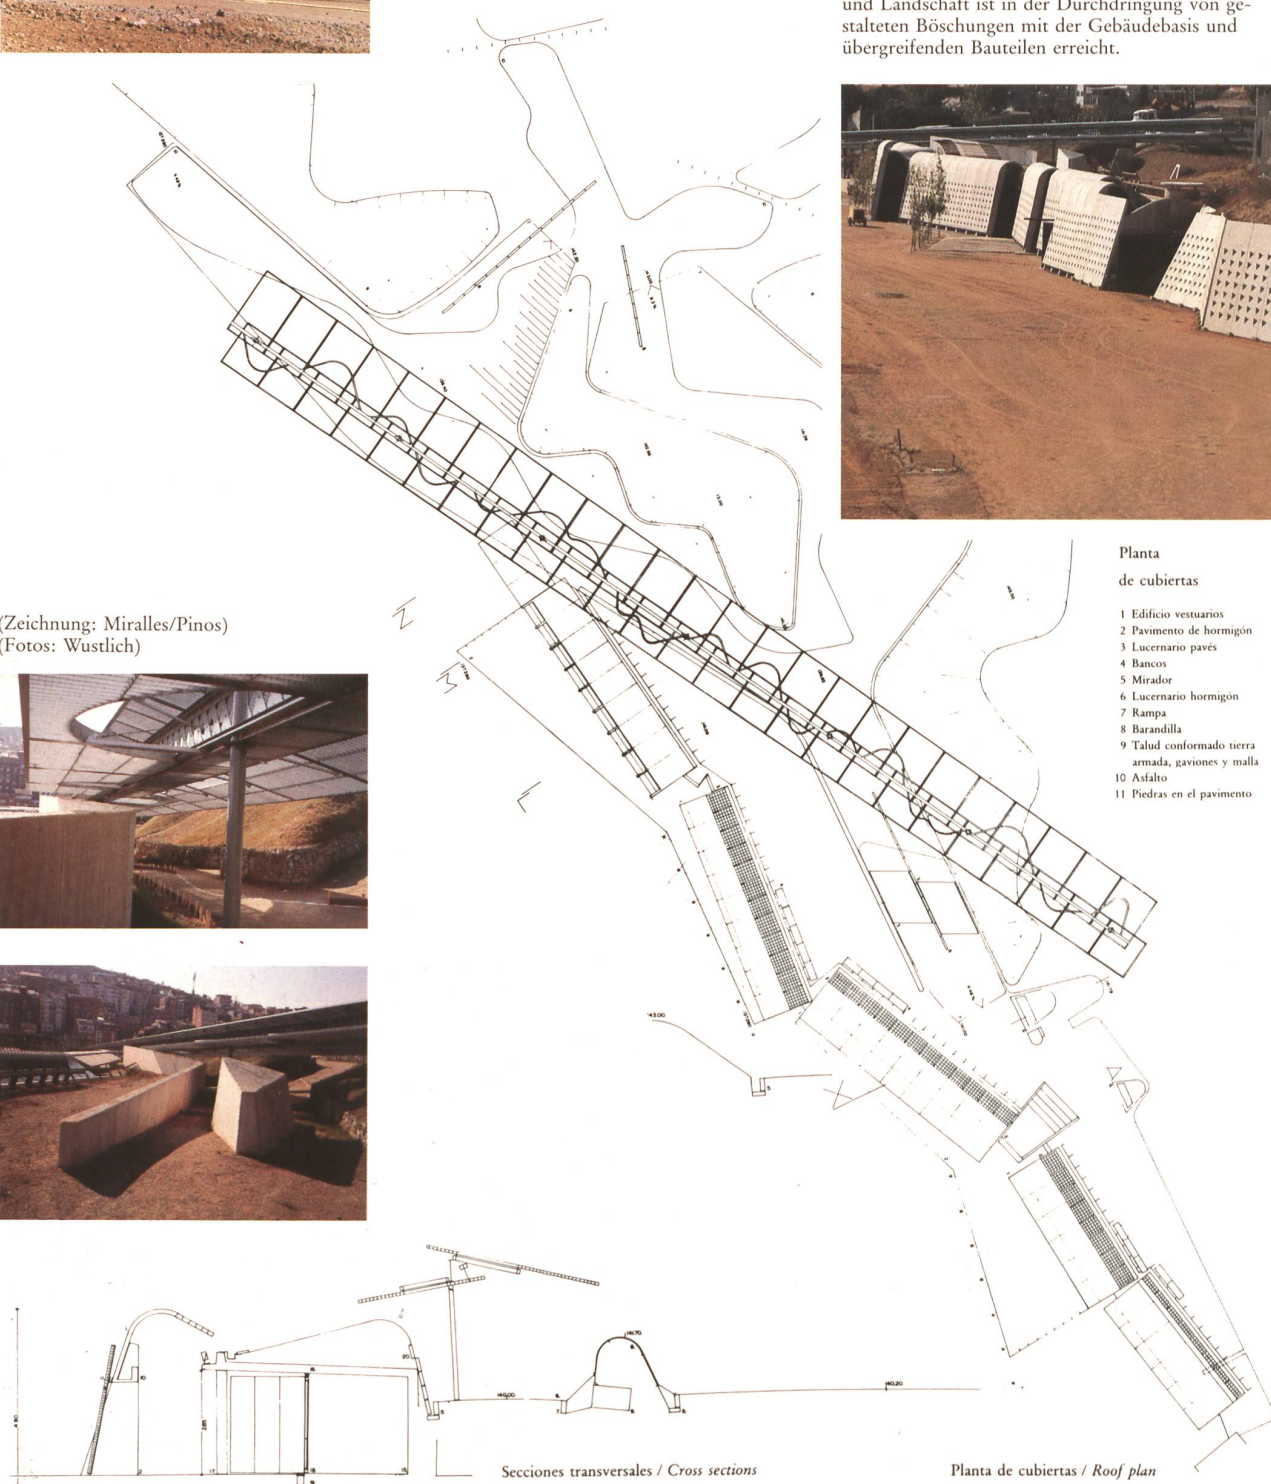 und Landschaft ist in der Durchdringung von ge-
stalteten Böschungen mit der Gebäudebasis und
übergreifenden Bauteilen erreicht.
Planta
de cubiertas
1 Edificio vestuarios
2 Pavimento de hormigón
3 Lucernario pavés
4 Bancos
5 Mirador
6 Lucernario hormigón
7 Rampa
8 Barandilla
9 Talud conformado tierra
armada, gaviones y malla
10 Asfalto
11 Piedras en el pavimento
(Zeichnung: Miralles/Pinos)
(Fotos: Wustlich)
143.00
141.70
140.00
140.20
Secciones transversales / Cross sections
Planta de cubiertas / Roof plan